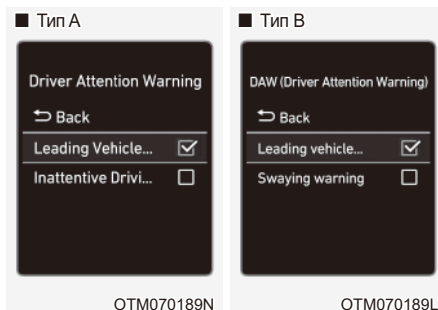 ■ Тип A
Driver Attention Warning
⮌ Back
Leading Vehicle...
Inattentive Drivi...
OTM070189N
■ Тип B
DAW (Driver Attention Warning)
⮌ Back
Leading vehicle...
Swaying warning
OTM070189L